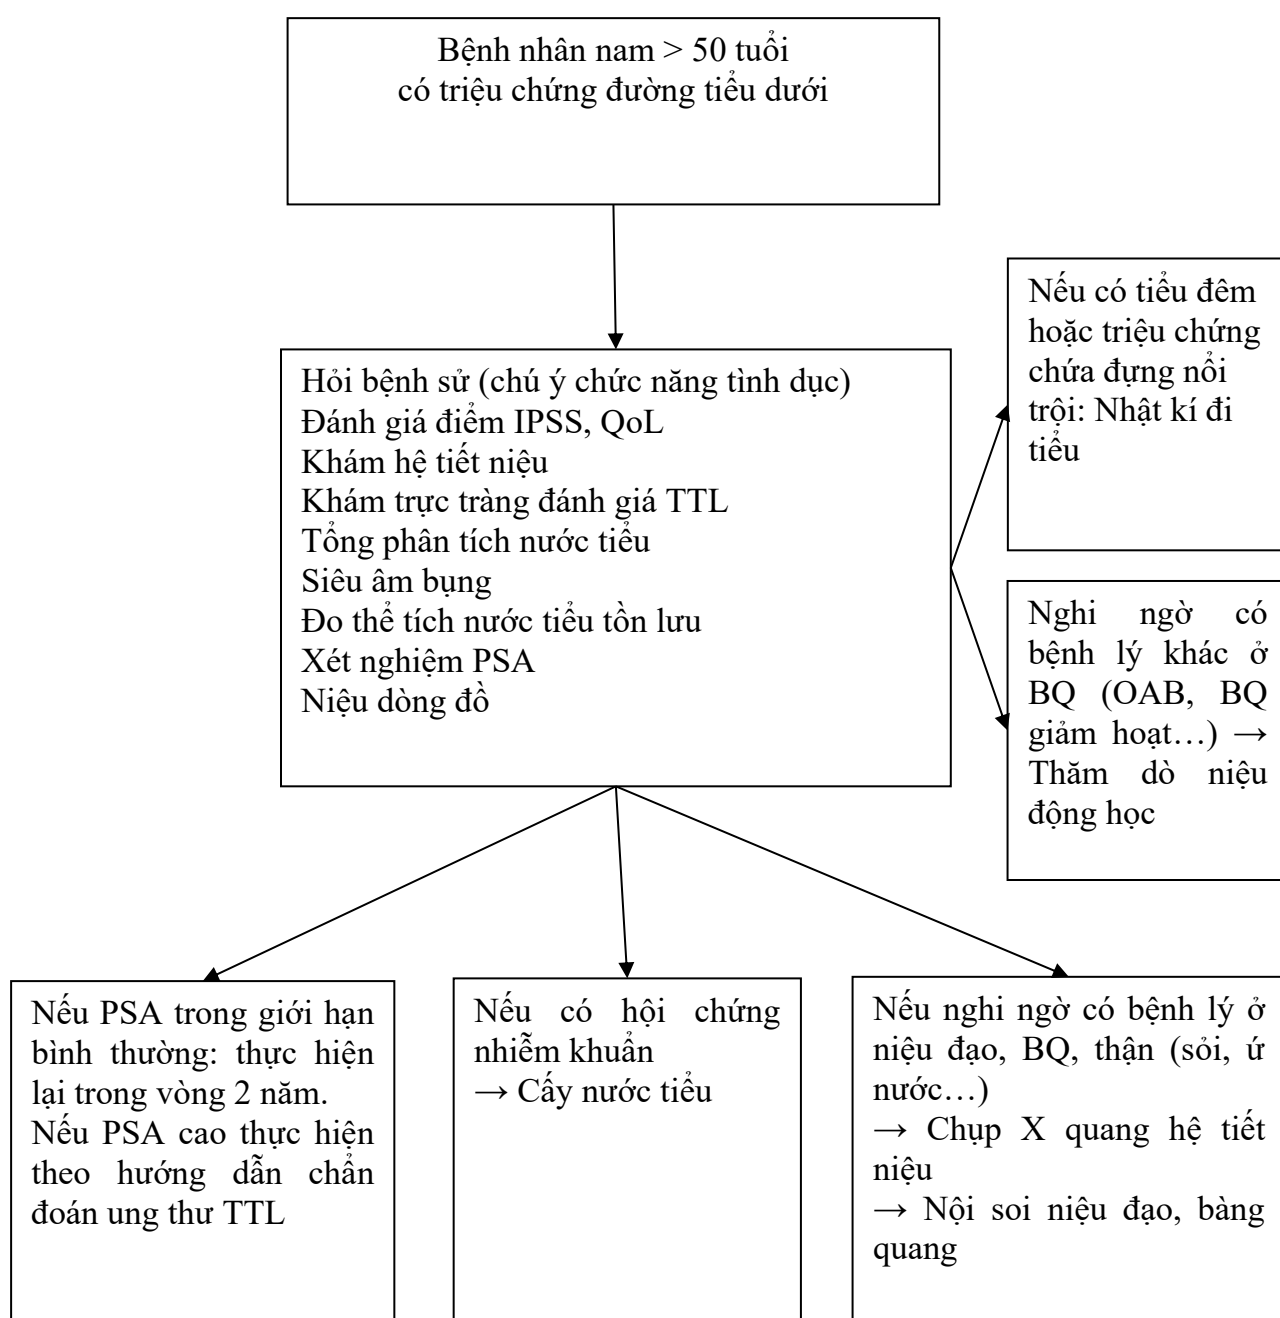 Bệnh nhân nam > 50 tuổi
có triệu chứng đường tiểu dưới
Nếu có tiểu đêm
hoặc triệu chứng
chứa đựng nổi
trội: Nhật kí đi
tiểu
Hỏi bệnh sử (chú ý chức năng tình dục)
Đánh giá điểm IPSS, QoL
Khám hệ tiết niệu
Khám trực tràng đánh giá TTL
Tổng phân tích nước tiểu
Siêu âm bụng
Đo thể tích nước tiểu tồn lưu
Xét nghiệm PSA
Niệu dòng đồ
Nghi ngờ có
bệnh lý khác ở
BQ (OAB, BQ
giảm hoạt…) →
Thăm dò niệu
động học
Nếu PSA trong giới hạn
bình thường: thực hiện
lại trong vòng 2 năm.
Nếu PSA cao thực hiện
theo hướng dẫn chẩn
đoán ung thư TTL
Nếu có hội chứng
nhiễm khuẩn
→ Cấy nước tiểu
Nếu nghi ngờ có bệnh lý ở
niệu đạo, BQ, thận (sỏi, ứ
nước…)
→ Chụp X quang hệ tiết
niệu
→ Nội soi niệu đạo, bàng
quang